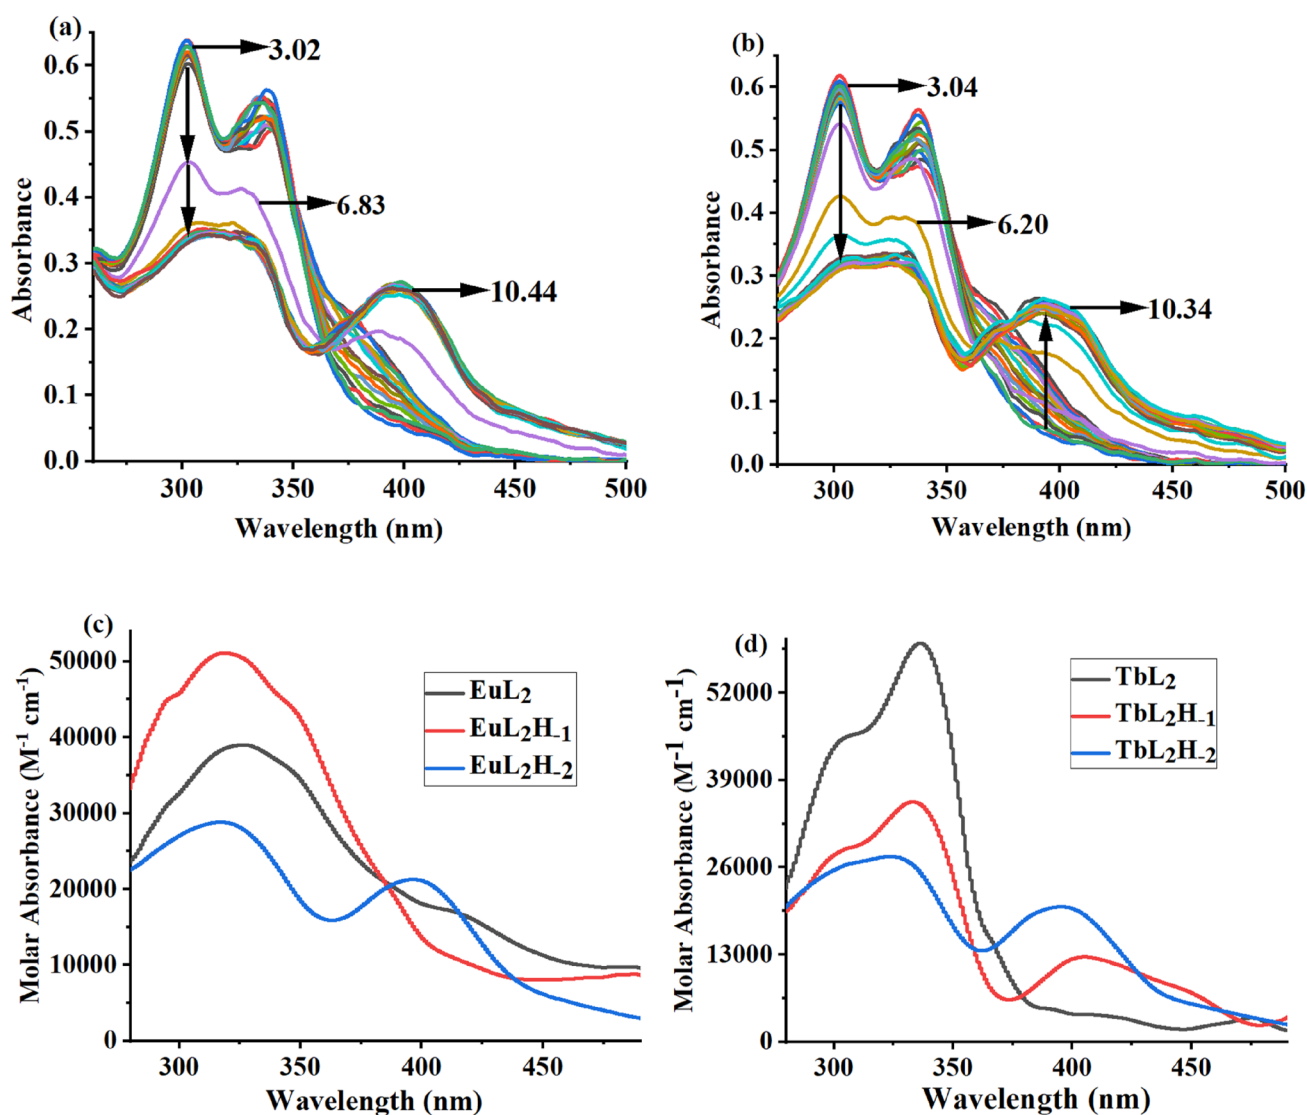 (a)
3.02
6.83
10.44
0.6
0.5
0.4
0.3
0.2
0.1
0.0
300
350
400
450
500
Absorbance
Wavelength (nm)
(b)
3.04
6.20
10.34
0.6
0.5
0.4
0.3
0.2
0.1
0.0
300
350
400
450
500
Absorbance
Wavelength (nm)
(c)
EuL₂
EuL₂H₋₁
EuL₂H₋₂
50000
40000
30000
20000
10000
0
300
350
400
450
Molar Absorbance (M⁻¹ cm⁻¹)
Wavelength (nm)
(d)
TbL₂
TbL₂H₋₁
TbL₂H₋₂
52000
39000
26000
13000
0
300
350
400
450
Molar Absorbance (M⁻¹ cm⁻¹)
Wavelength (nm)